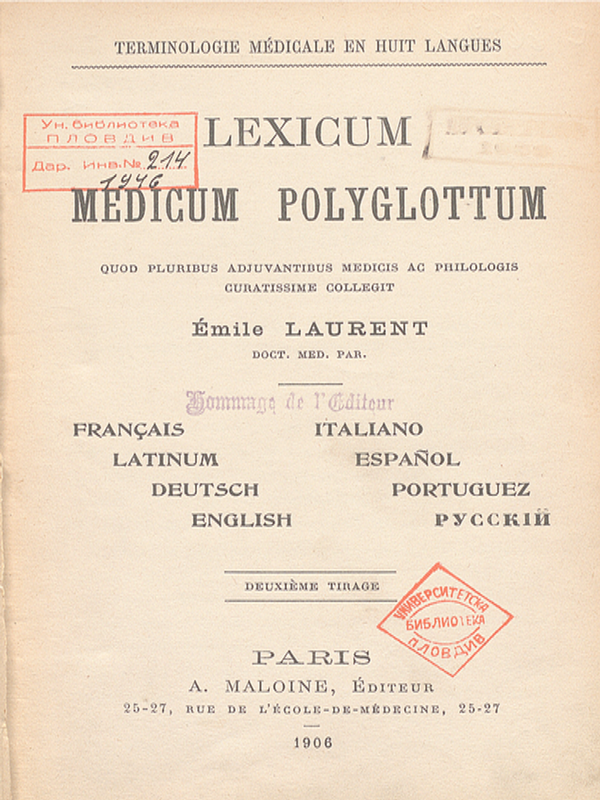 TERMINOLOGIE MÉDICALE EN HUIT LANGUES
Ун. библиотека
ПЛОВДИВ
Дар. Инв.№ 214
1946
LEXICUM
MEDICUM POLYGLOTTUM
QUOD PLURIBUS ADJUVANTIBUS MEDICIS AC PHILOLOGIS
CURATISSIME COLLEGIT
Émile LAURENT
DOCT. MED. PAR.
Hommage de l'Editeur
FRANÇAIS ITALIANO
LATINUM ESPAÑOL
DEUTSCH PORTUGUEZ
ENGLISH РУССКІЙ
DEUXIÈME TIRAGE
УНИВЕРСИТЕТСКА
БИБЛИОТЕКА
ПЛОВДИВ
PARIS
A. MALOINE, ÉDITEUR
25-27, RUE DE L'ÉCOLE-DE-MÉDECINE, 25-27
1906